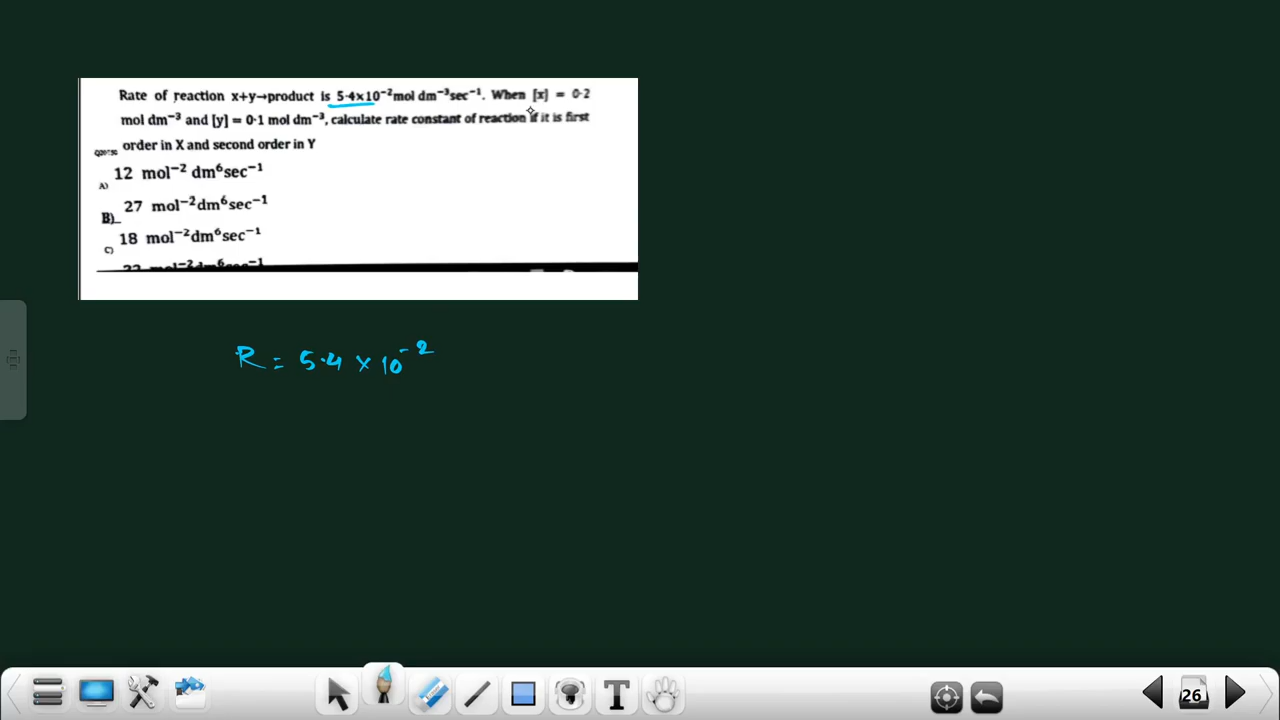 Rate of reaction x+y→product is 5·4×10⁻²mol dm⁻³sec⁻¹. When [x] = 0·2
mol dm⁻³ and [y] = 0·1 mol dm⁻³, calculate rate constant of reaction if it is first
order in X and second order in Y
A) 12 mol⁻² dm⁶sec⁻¹
B) 27 mol⁻²dm⁶sec⁻¹
C) 18 mol⁻²dm⁶sec⁻¹
mol⁻²dm⁶sec⁻¹
R = 5.4 × 10⁻²
26